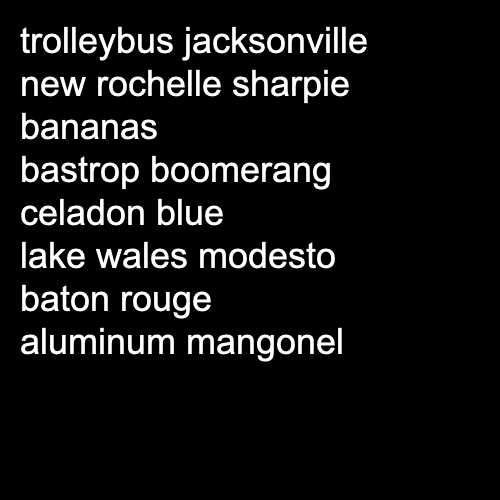 trolleybus jacksonville
new rochelle sharpie
bananas
bastrop boomerang
celadon blue
lake wales modesto
baton rouge
aluminum mangonel